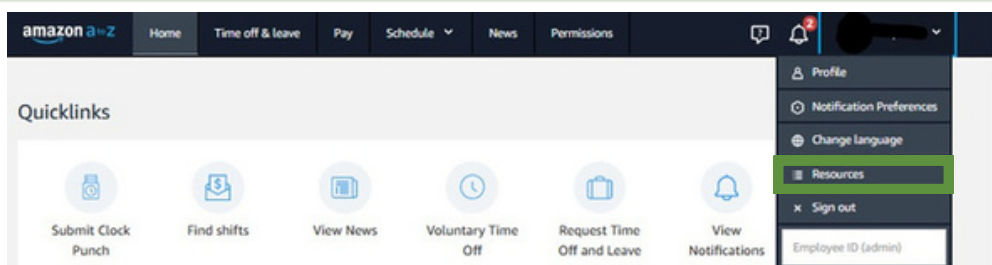 amazon a to z Home Time off & leave Pay Schedule News Permissions 2
Profile
Notification Preferences
Change language
Resources
Sign out
Employee ID (admin)
Quicklinks
Submit Clock
Punch
Find shifts
View News
Voluntary Time
Off
Request Time
Off and Leave
View
Notifications